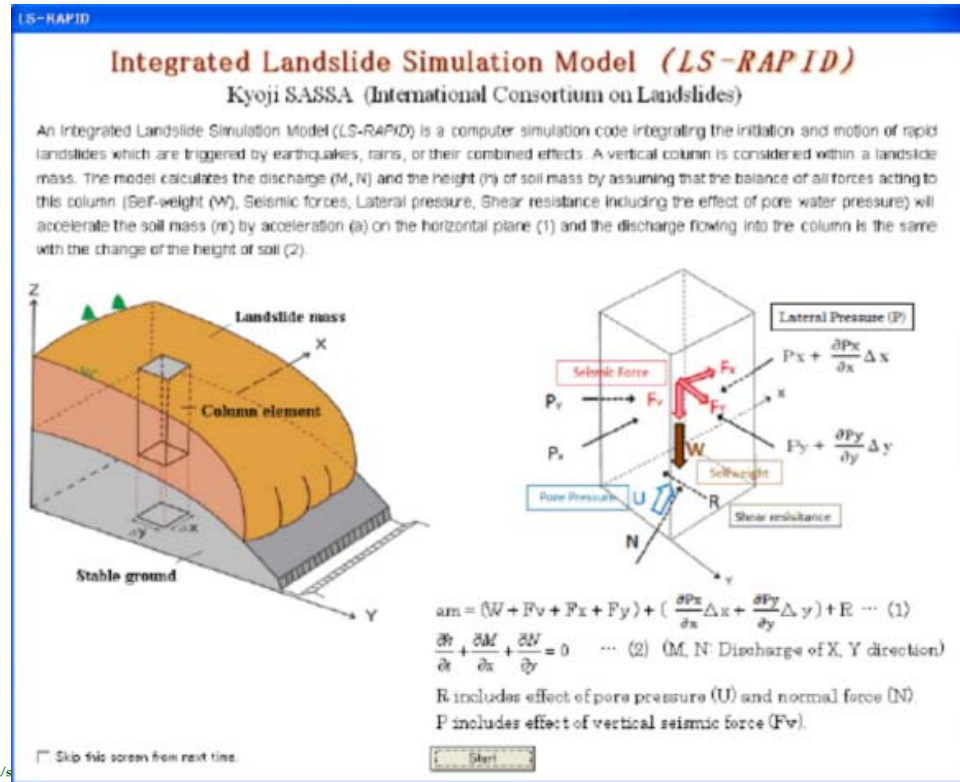 LS-RAPID
Integrated Landslide Simulation Model (LS-RAPID)
Kyoji SASSA (International Consortium on Landslides)
An Integrated Landslide Simulation Model (LS-RAPID) is a computer simulation code integrating the initiation and motion of rapid
landslides which are triggered by earthquakes, rains, or their combined effects. A vertical column is considered within a landslide
mass. The model calculates the discharge (M, N) and the height (h) of soil mass by assuming that the balance of all forces acting to
this column (Self-weight (W), Seismic forces, Lateral pressure, Shear resistance including the effect of pore water pressure) will
accelerate the soil mass (m) by acceleration (a) on the horizontal plane (1) and the discharge flowing into the column is the same
with the change of the height of soil (2).
Z
Landslide mass
X
Column element
Δy
Δx
Stable ground
Y
Lateral Pressure (P)
Px + ∂Px/∂x Δx
Seismic Force
Fx
Fv
Fy
X
Py
Px
Py + ∂Py/∂y Δy
W
Self-weight
Pore Pressure
U
R
Shear resisitance
N
Y
am = (W + Fv + Fx + Fy) + ( ∂Px/∂x Δx + ∂Py/∂y Δy) + R ··· (1)
∂h/∂t + ∂M/∂x + ∂N/∂y = 0 ··· (2) (M, N: Discharge of X, Y direction)
R includes effect of pore pressure (U) and normal force (N).
P includes effect of vertical seismic force (Fv).
Skip this screen from next time.
Start
/s